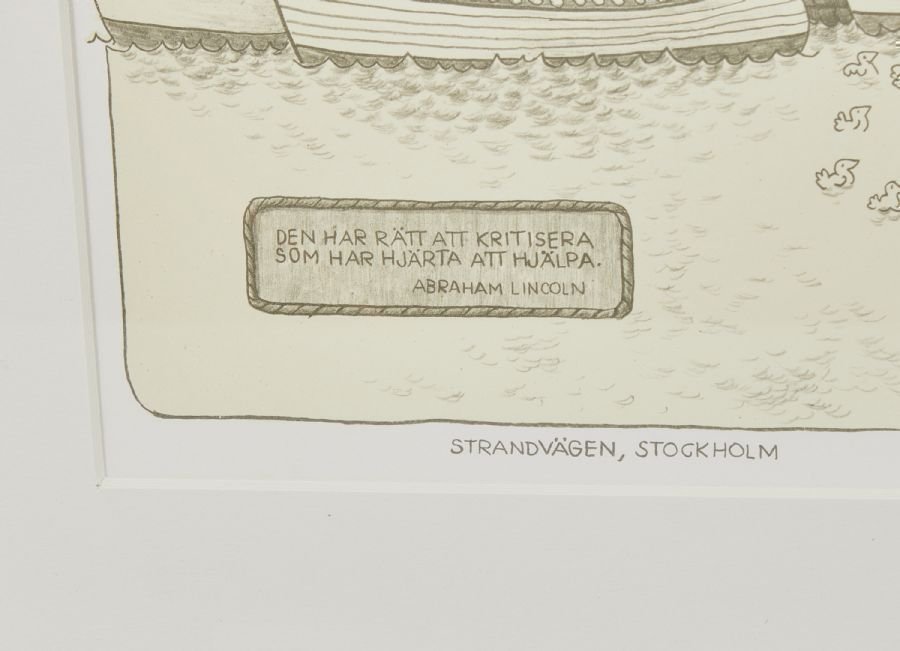 DEN HAR RÄTT ATT KRITISERA
SOM HAR HJÄRTA ATT HJÄLPA.
ABRAHAM LINCOLN
STRANDVÄGEN, STOCKHOLM